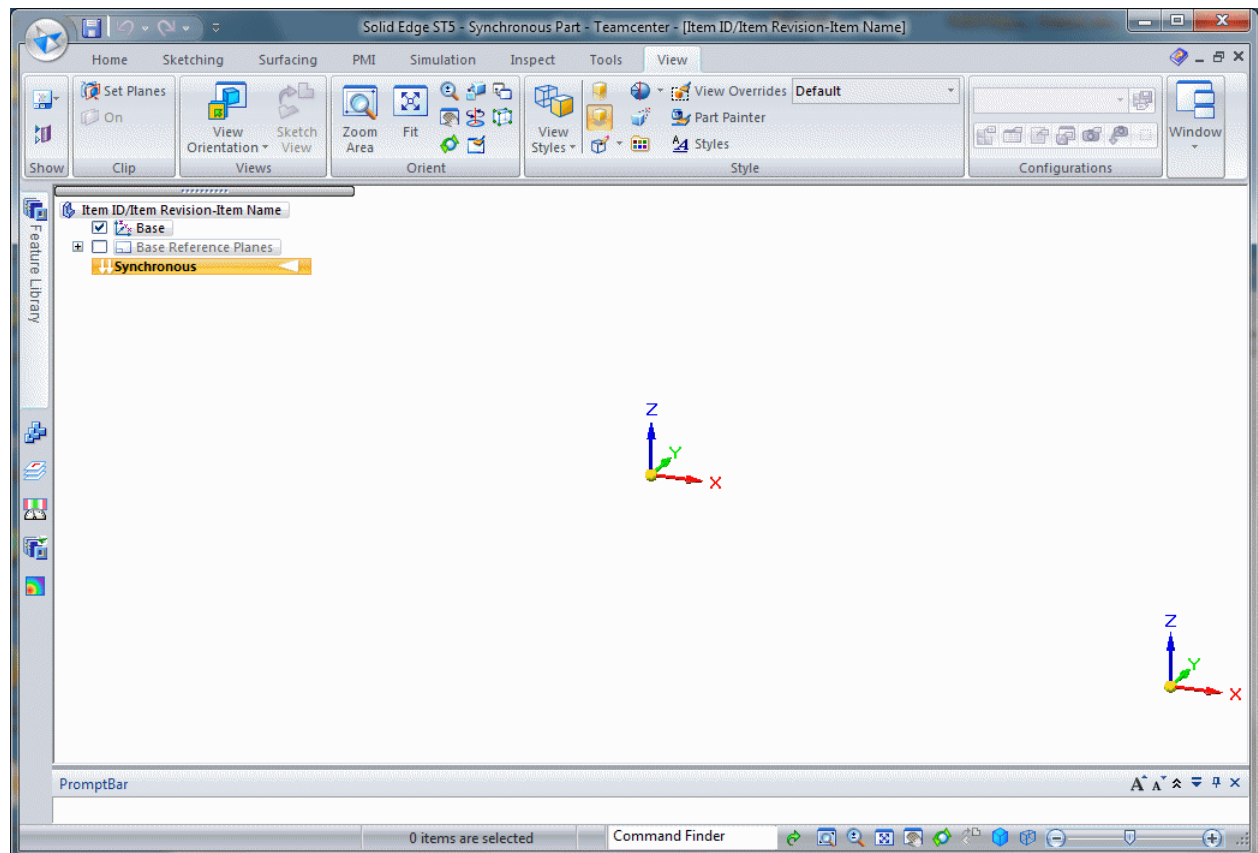 Solid Edge ST5 - Synchronous Part - Teamcenter - [Item ID/Item Revision-Item Name]
Home Sketching Surfacing PMI Simulation Inspect Tools View
Set Planes
On
View Orientation
Sketch View
Zoom Area
Fit
View Styles
View Overrides Default
Part Painter
Styles
Window
Show Clip Views Orient Style Configurations
Feature Library
Item ID/Item Revision-Item Name
Base
Base Reference Planes
Synchronous
Z
Y
X
Z
Y
X
PromptBar
A A
0 items are selected Command Finder